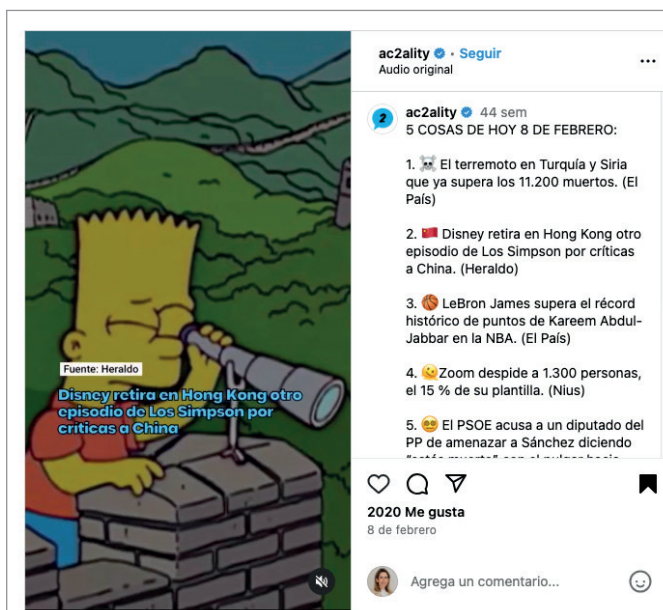 ac2ality • Seguir
Audio original
ac2ality 44 sem
5 COSAS DE HOY 8 DE FEBRERO:
1. ☠️ El terremoto en Turquía y Siria
que ya supera los 11.200 muertos. (El
País)
2. 🇨🇳 Disney retira en Hong Kong otro
episodio de Los Simpson por críticas
a China. (Heraldo)
3. 🏀 LeBron James supera el récord
histórico de puntos de Kareem Abdul-
Jabbar en la NBA. (El País)
4. 🫠Zoom despide a 1.300 personas,
el 15 % de su plantilla. (Nius)
5. 😵‍💫 El PSOE acusa a un diputado del
PP de amenazar a Sánchez diciendo
2020 Me gusta
8 de febrero
Agrega un comentario...
Fuente: Heraldo
Disney retira en Hong Kong otro
episodio de Los Simpson por
críticas a China
2